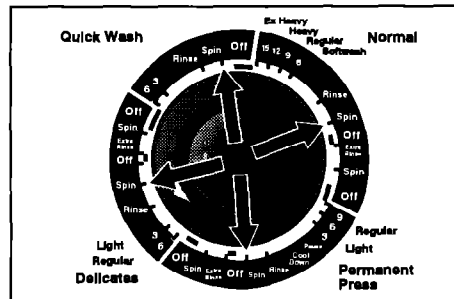 Quick Wash
Ex Heavy
Heavy
Regular
Softwash
Normal
Off
15 12 9 6
Rinse
Spin
Off
Extra Rinse
Spin
Off
9
6
3
Regular
Light
Permanent Press
Pause
Cool Down
Rinse
Spin
Off
Extra Rinse
Spin
Off
6
3
Light
Regular
Delicates
Rinse
Spin
Off
Extra Rinse
Spin
Off
6
3
Rinse
Spin